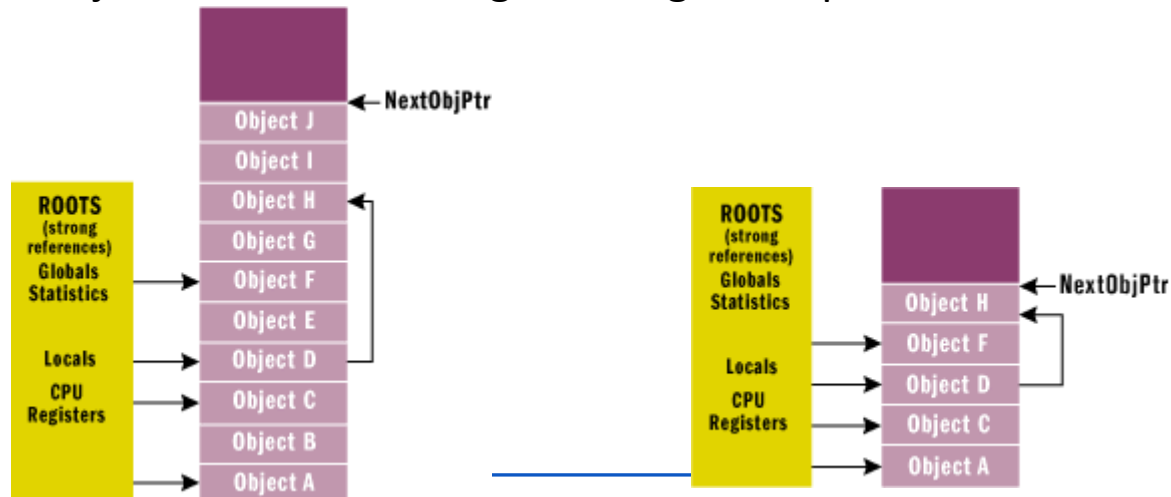 NextObjPtr
Object J
Object I
Object H
Object G
Object F
Object E
Object D
Object C
Object B
Object A
ROOTS
(strong
references)
Globals
Statistics
Locals
CPU
Registers
ROOTS
(strong
references)
Globals
Statistics
Locals
CPU
Registers
NextObjPtr
Object H
Object F
Object D
Object C
Object A